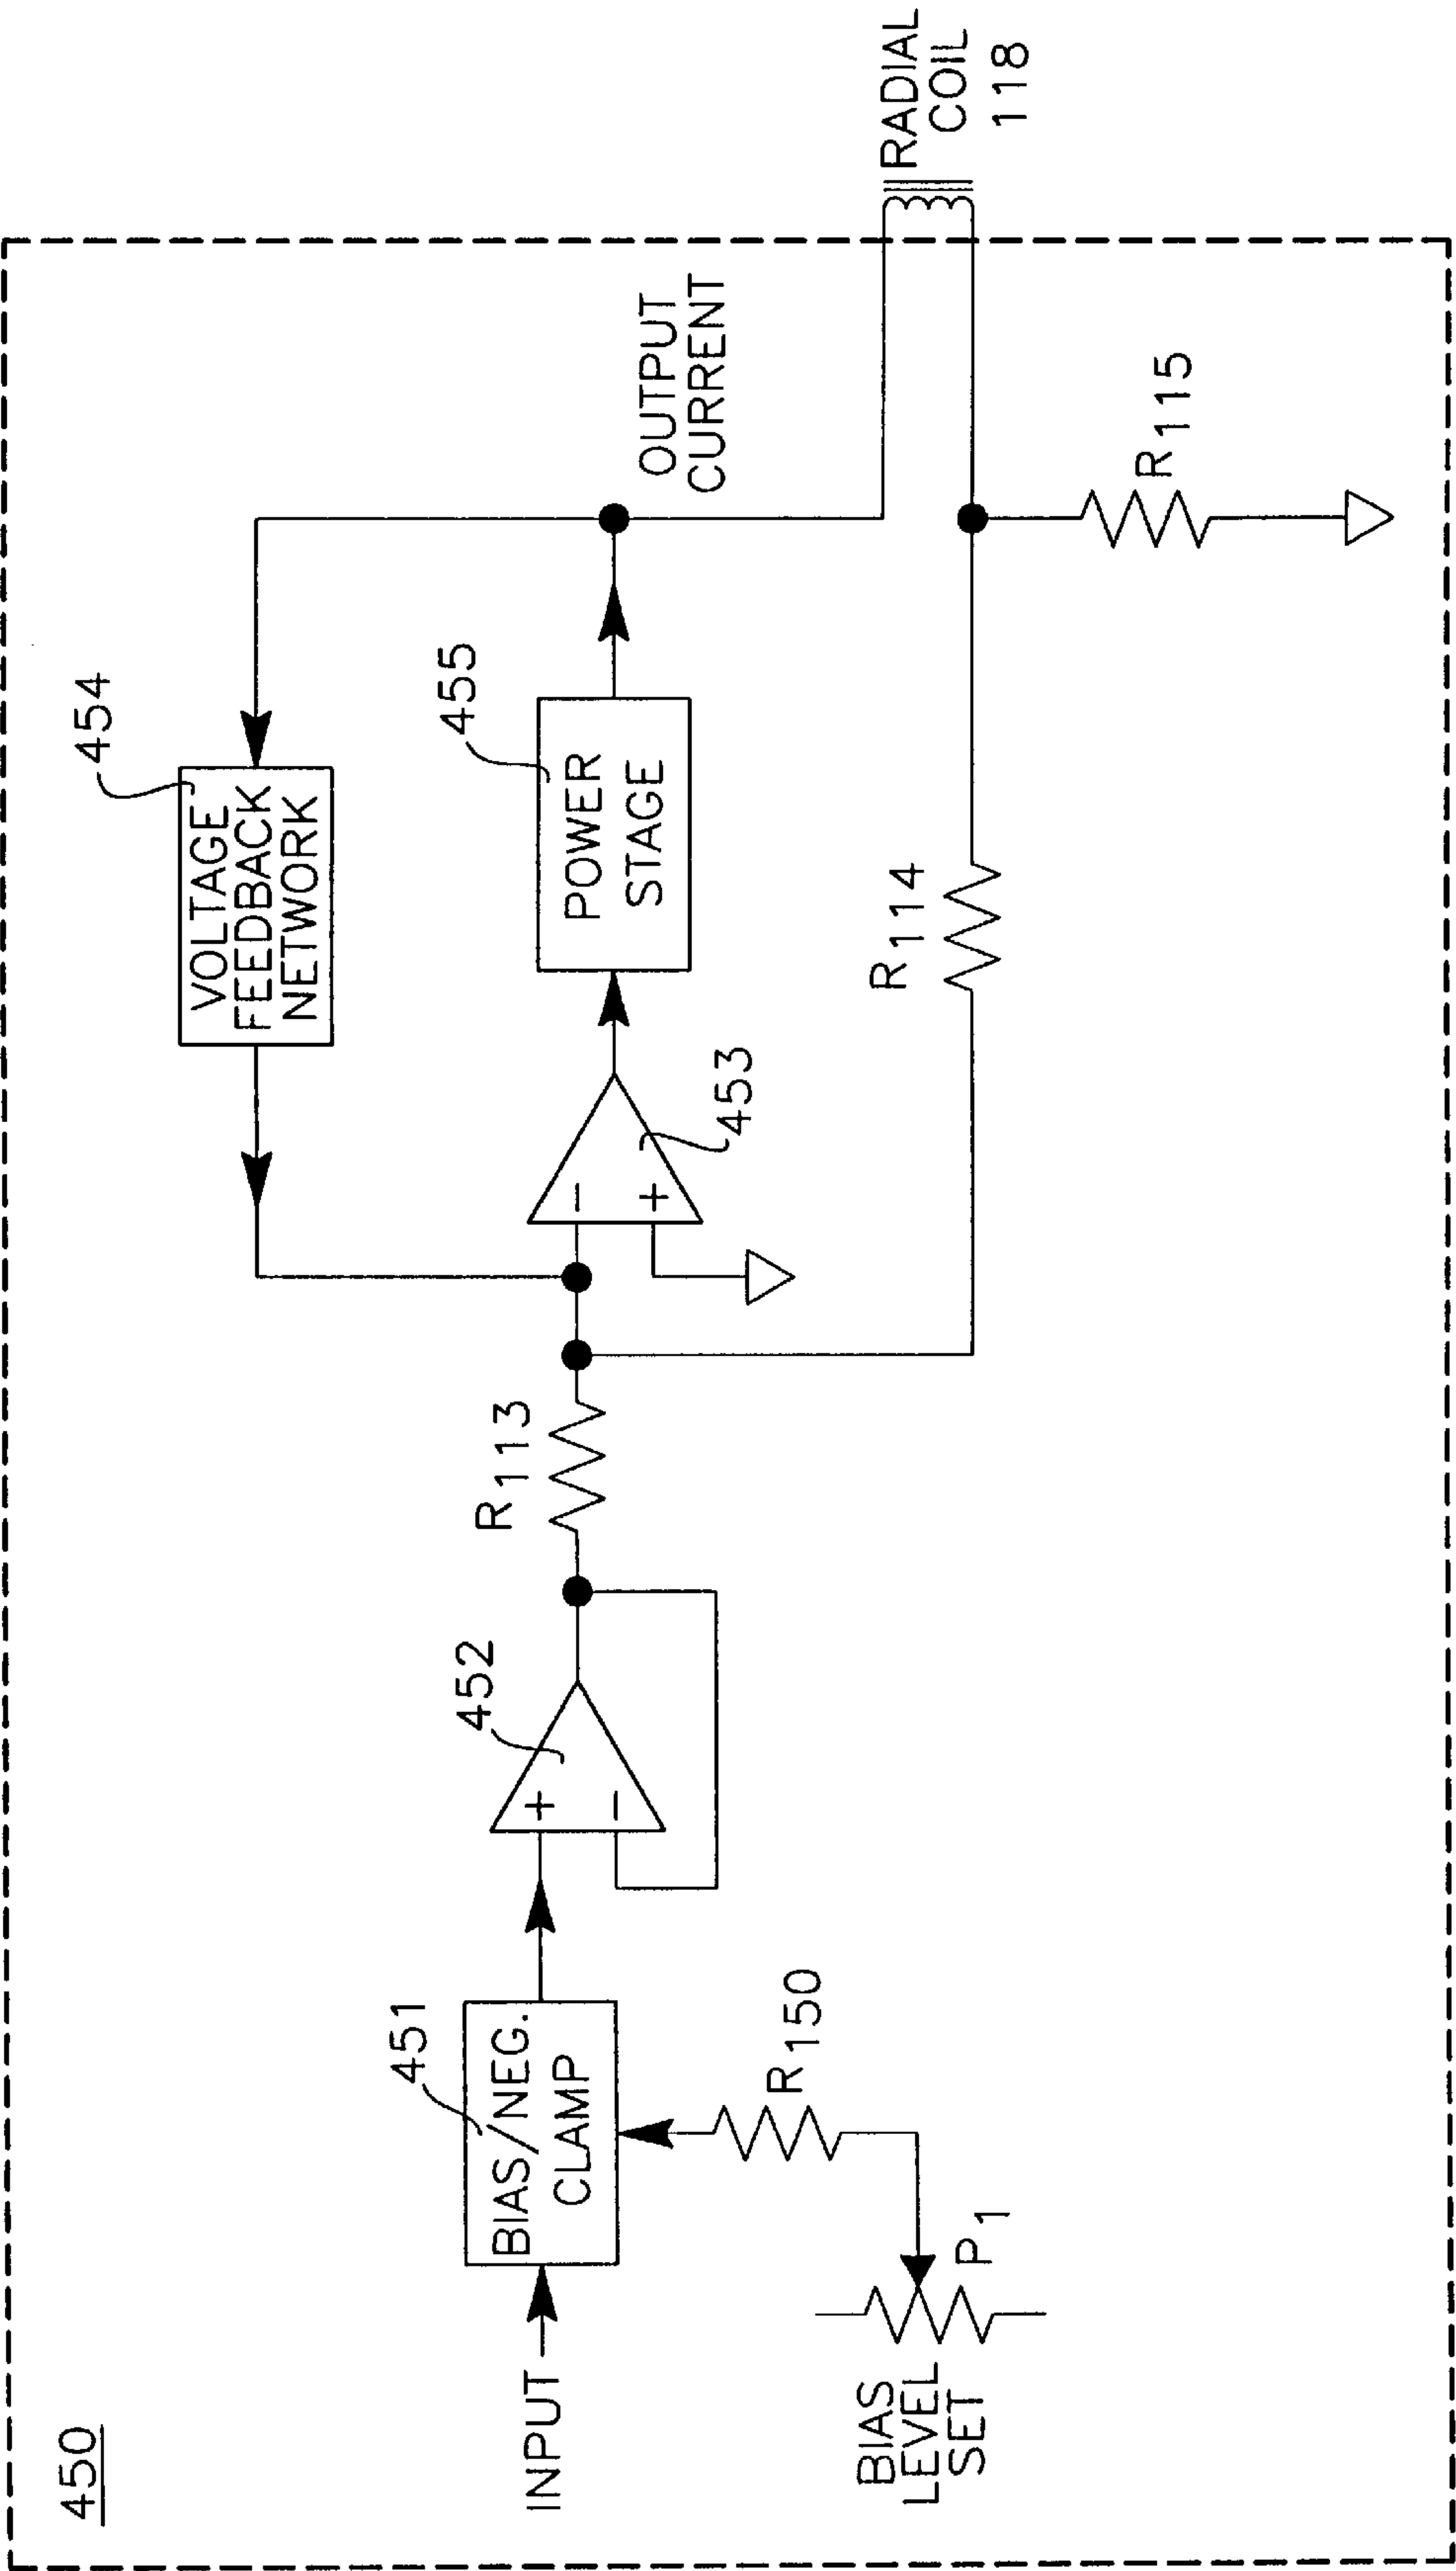 450
INPUT
451
BIAS/NEG.
CLAMP
BIAS
LEVEL
SET
P1
R150
452
+
−
R113
−
+
453
454
VOLTAGE
FEEDBACK
NETWORK
455
POWER
STAGE
R114
OUTPUT
CURRENT
R115
RADIAL
COIL
118